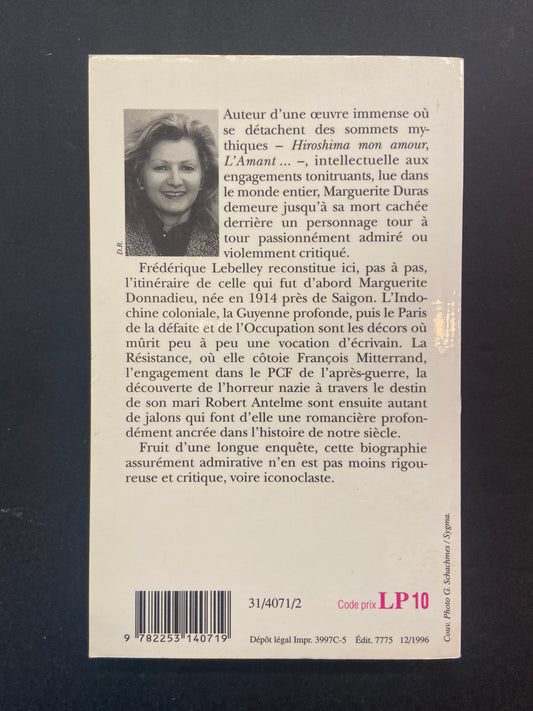 Auteur d'une œuvre immense où
se détachent des sommets my-
thiques – Hiroshima mon amour,
L'Amant ... –, intellectuelle aux
engagements tonitruants, lue dans
le monde entier, Marguerite Duras
demeure jusqu'à sa mort cachée
derrière un personnage tour à
tour passionnément admiré ou
violemment critiqué.
D.R.
Frédérique Lebelley reconstitue ici, pas à pas,
l'itinéraire de celle qui fut d'abord Marguerite
Donnadieu, née en 1914 près de Saigon. L'Indo-
chine coloniale, la Guyenne profonde, puis le Paris
de la défaite et de l'Occupation sont les décors où
mûrit peu à peu une vocation d'écrivain. La
Résistance, où elle côtoie François Mitterrand,
l'engagement dans le PCF de l'après-guerre, la
découverte de l'horreur nazie à travers le destin
de son mari Robert Antelme sont ensuite autant
de jalons qui font d'elle une romancière profon-
dément ancrée dans l'histoire de notre siècle.
Fruit d'une longue enquête, cette biographie
assurément admirative n'en est pas moins rigou-
reuse et critique, voire iconoclaste.
Couv. Photo G. Schachmes / Sygma.
31/4071/2
Code prix LP 10
9 782253 140719
Dépôt légal Impr. 3997C-5 Édit. 7775 12/1996